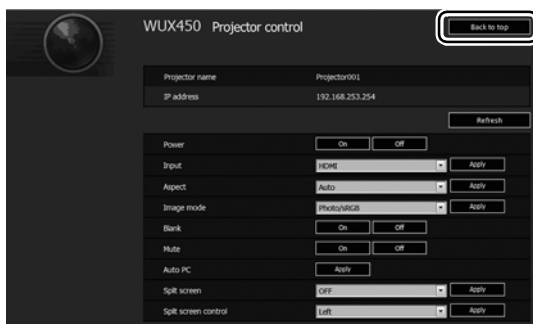 WUX450 Projector control Back to top
Projector name Projector001
IP address 192.168.253.254
Refresh
Power On Off
Input HDMI Apply
Aspect Auto Apply
Image mode Photo/sRGB Apply
Blank On Off
Mute On Off
Auto PC Apply
Split screen OFF Apply
Split screen control Left Apply